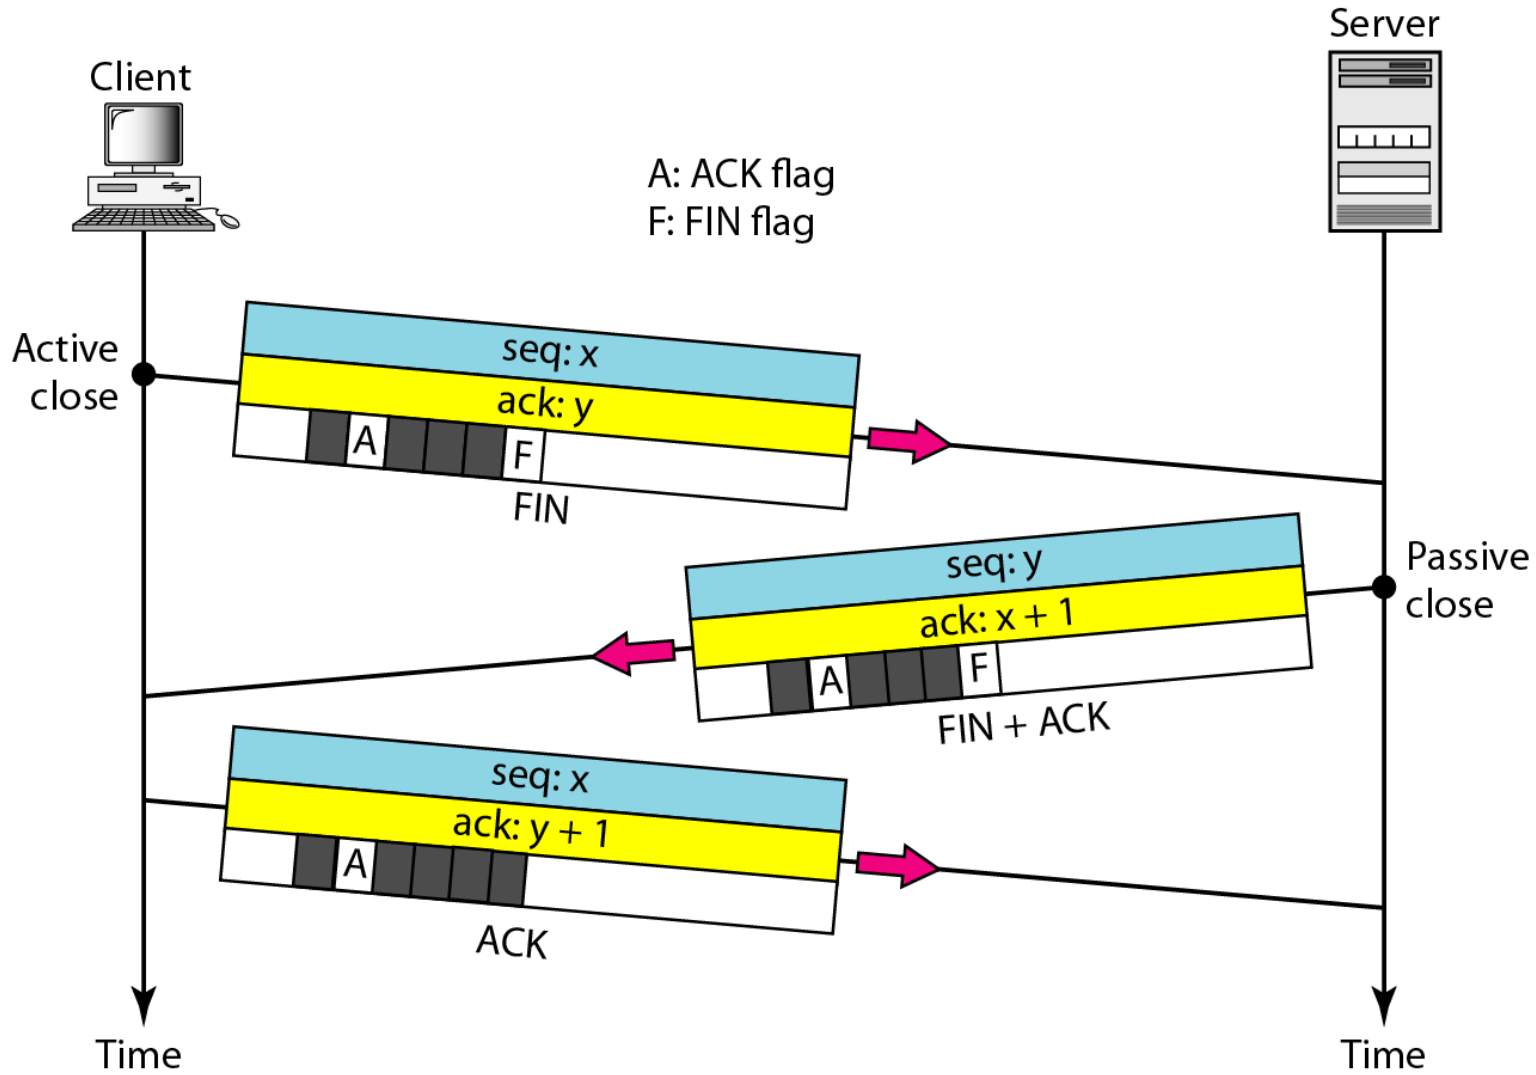 Server
Client
A: ACK flag
F: FIN flag
Active
close
seq: x
ack: y
A
F
FIN
Passive
close
seq: y
ack: x + 1
A
F
FIN + ACK
seq: x
ack: y + 1
A
ACK
Time
Time